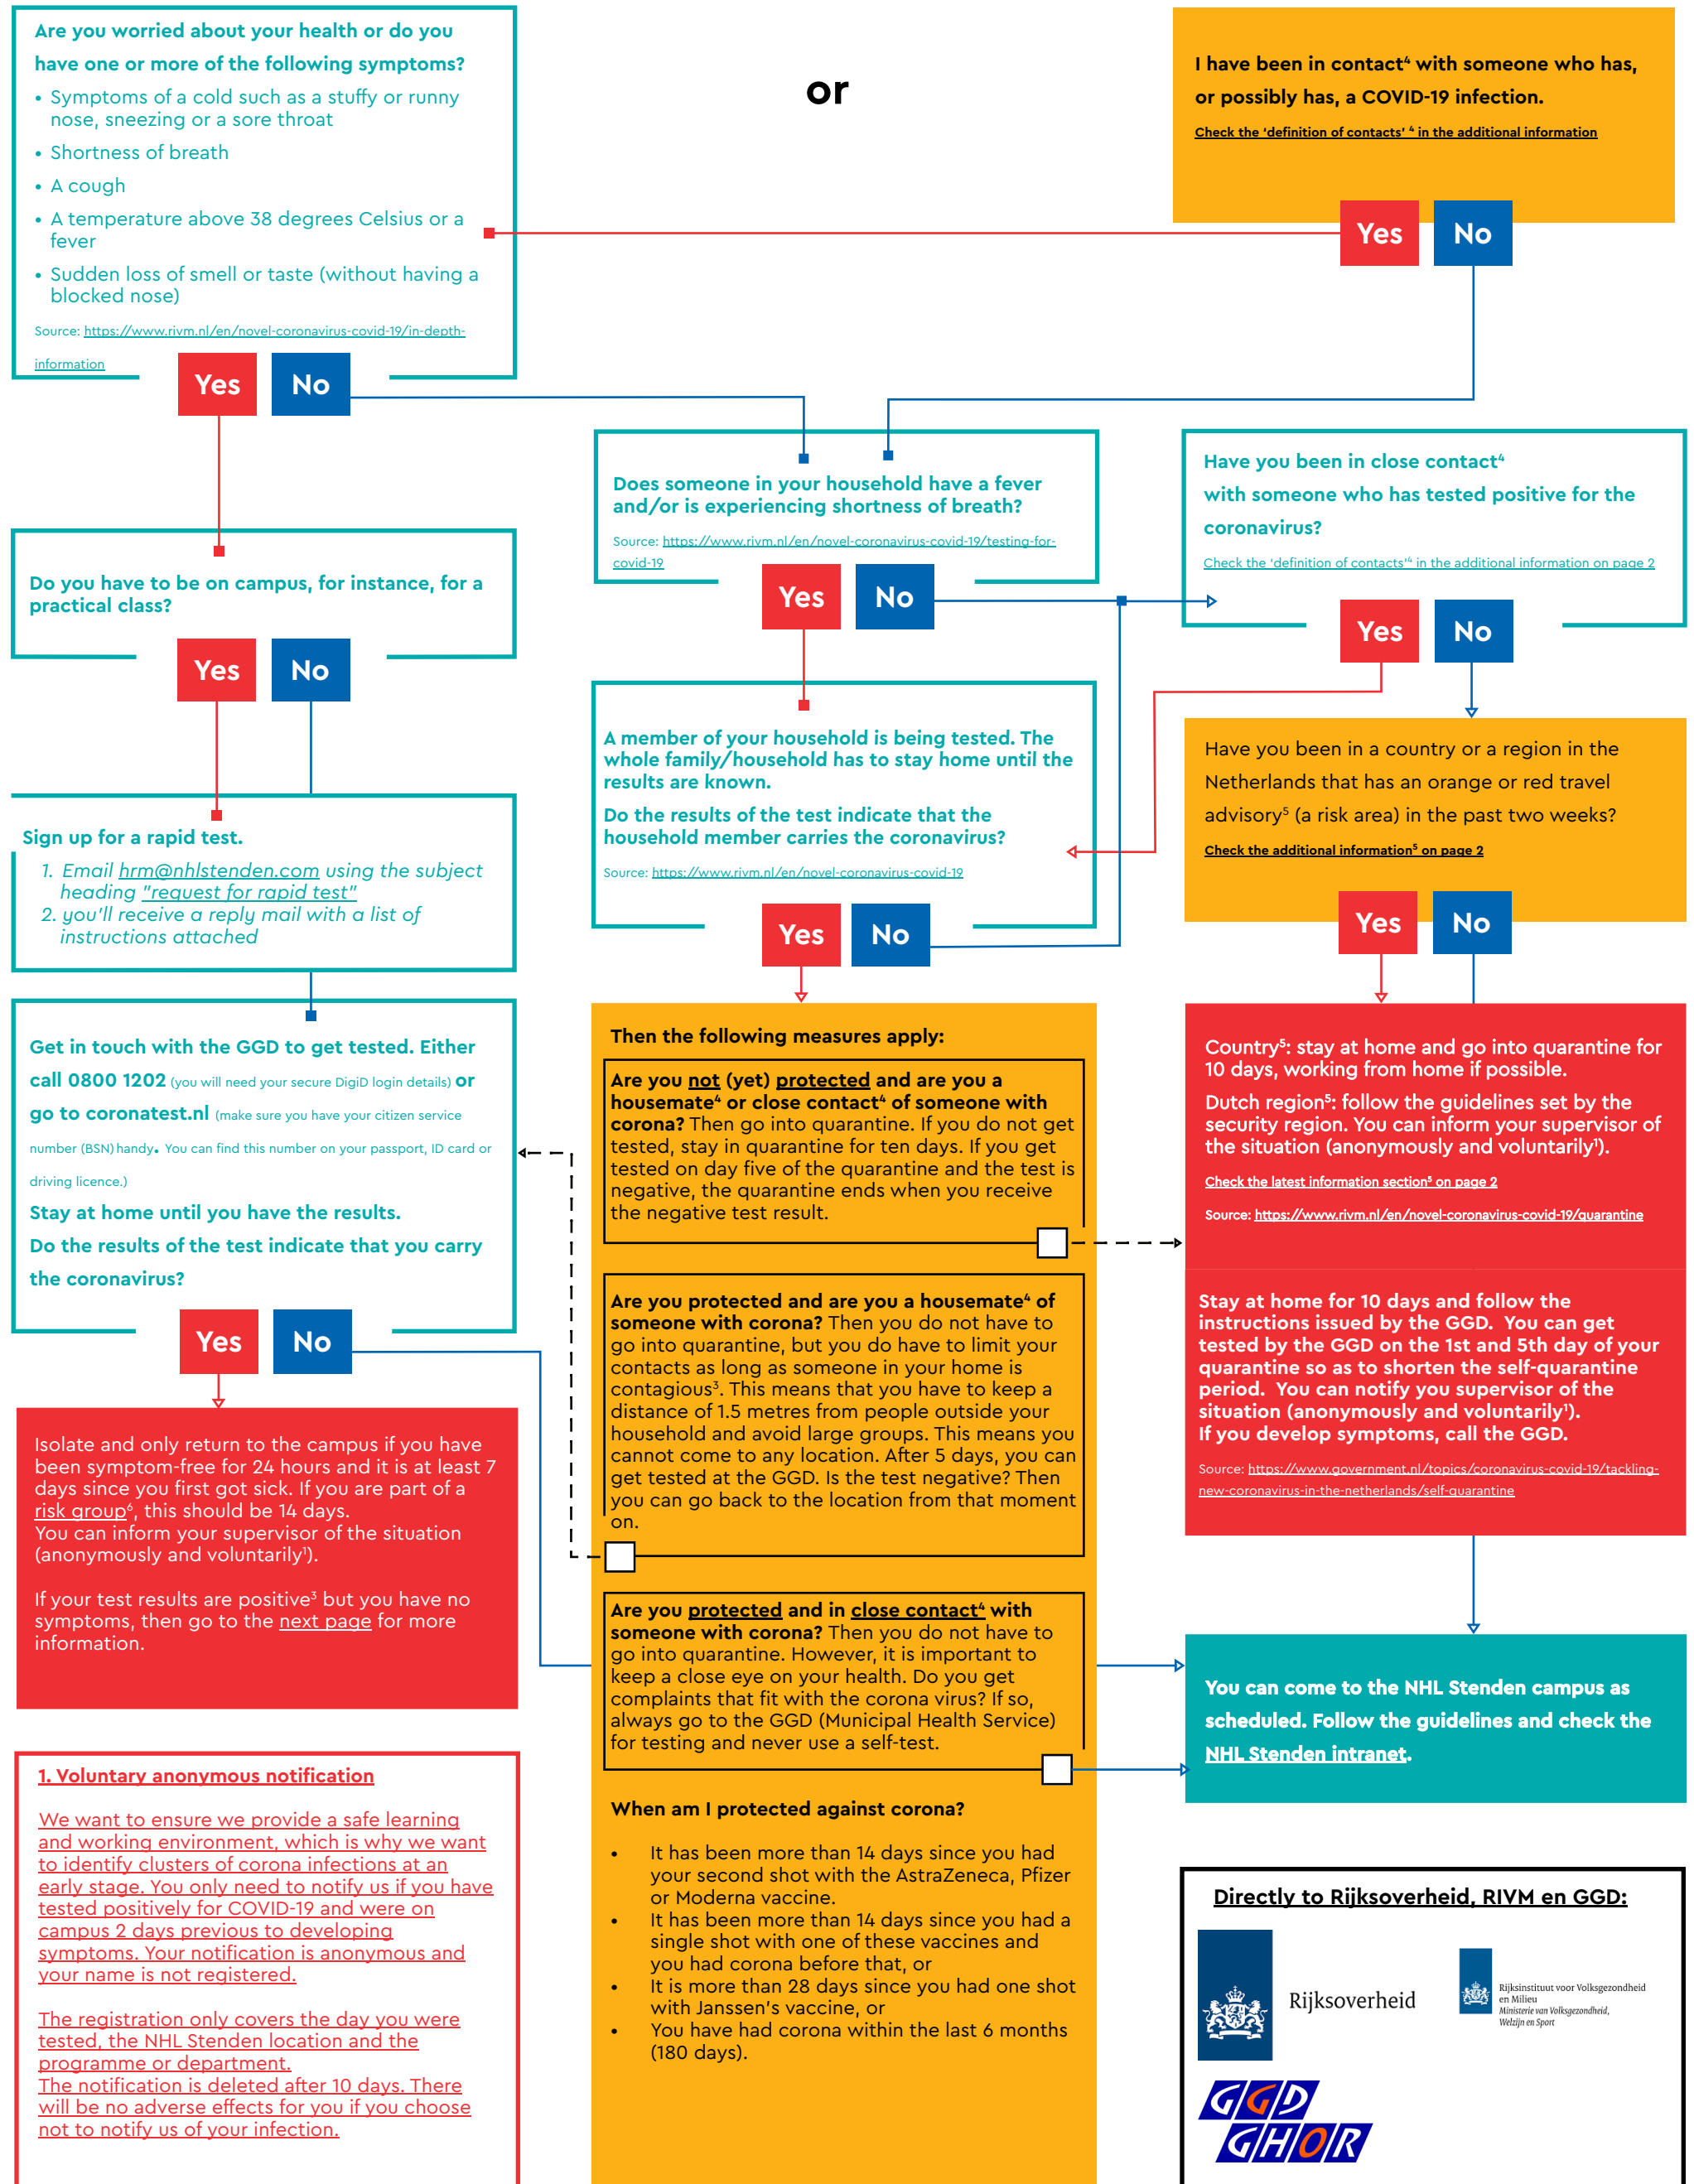 Are you worried about your health or do you
have one or more of the following symptoms?
• Symptoms of a cold such as a stuffy or runny
nose, sneezing or a sore throat
• Shortness of breath
• A cough
• A temperature above 38 degrees Celsius or a
fever
• Sudden loss of smell or taste (without having a
blocked nose)
Source: https://www.rivm.nl/en/novel-coronavirus-covid-19/in-depth-
information
Yes
No
or
I have been in contact⁴ with someone who has,
or possibly has, a COVID-19 infection.
Check the ‘definition of contacts’ ⁴ in the additional information
Yes
No
Does someone in your household have a fever
and/or is experiencing shortness of breath?
Source: https://www.rivm.nl/en/novel-coronavirus-covid-19/testing-for-
covid-19
Yes
No
Have you been in close contact⁴
with someone who has tested positive for the
coronavirus?
Check the ‘definition of contacts’⁴ in the additional information on page 2
Yes
No
Do you have to be on campus, for instance, for a
practical class?
Yes
No
A member of your household is being tested. The
whole family/household has to stay home until the
results are known.
Do the results of the test indicate that the
household member carries the coronavirus?
Source: https://www.rivm.nl/en/novel-coronavirus-covid-19
Yes
No
Have you been in a country or a region in the
Netherlands that has an orange or red travel
advisory⁵ (a risk area) in the past two weeks?
Check the additional information⁵ on page 2
Yes
No
Sign up for a rapid test.
1. Email hrm@nhlstenden.com using the subject
heading "request for rapid test"
2. you'll receive a reply mail with a list of
instructions attached
Get in touch with the GGD to get tested. Either
call 0800 1202 (you will need your secure DigiD login details) or
go to coronatest.nl (make sure you have your citizen service
number (BSN) handy. You can find this number on your passport, ID card or
driving licence.)
Stay at home until you have the results.
Do the results of the test indicate that you carry
the coronavirus?
Yes
No
Isolate and only return to the campus if you have
been symptom-free for 24 hours and it is at least 7
days since you first got sick. If you are part of a
risk group⁶, this should be 14 days.
You can inform your supervisor of the situation
(anonymously and voluntarily¹).
If your test results are positive³ but you have no
symptoms, then go to the next page for more
information.
1. Voluntary anonymous notification
We want to ensure we provide a safe learning
and working environment, which is why we want
to identify clusters of corona infections at an
early stage. You only need to notify us if you have
tested positively for COVID-19 and were on
campus 2 days previous to developing
symptoms. Your notification is anonymous and
your name is not registered.
The registration only covers the day you were
tested, the NHL Stenden location and the
programme or department.
The notification is deleted after 10 days. There
will be no adverse effects for you if you choose
not to notify us of your infection.
Then the following measures apply:
Are you not (yet) protected and are you a
housemate⁴ or close contact⁴ of someone with
corona? Then go into quarantine. If you do not get
tested, stay in quarantine for ten days. If you get
tested on day five of the quarantine and the test is
negative, the quarantine ends when you receive
the negative test result.
Are you protected and are you a housemate⁴ of
someone with corona? Then you do not have to
go into quarantine, but you do have to limit your
contacts as long as someone in your home is
contagious³. This means that you have to keep a
distance of 1.5 metres from people outside your
household and avoid large groups. This means you
cannot come to any location. After 5 days, you can
get tested at the GGD. Is the test negative? Then
you can go back to the location from that moment
on.
Are you protected and in close contact⁴ with
someone with corona? Then you do not have to
go into quarantine. However, it is important to
keep a close eye on your health. Do you get
complaints that fit with the corona virus? If so,
always go to the GGD (Municipal Health Service)
for testing and never use a self-test.
When am I protected against corona?
• It has been more than 14 days since you had
your second shot with the AstraZeneca, Pfizer
or Moderna vaccine.
• It has been more than 14 days since you had a
single shot with one of these vaccines and
you had corona before that, or
• It is more than 28 days since you had one shot
with Janssen's vaccine, or
• You have had corona within the last 6 months
(180 days).
Country⁵: stay at home and go into quarantine for
10 days, working from home if possible.
Dutch region⁵: follow the guidelines set by the
security region. You can inform your supervisor of
the situation (anonymously and voluntarily¹).
Check the latest information section⁵ on page 2
Source: https://www.rivm.nl/en/novel-coronavirus-covid-19/quarantine
Stay at home for 10 days and follow the
instructions issued by the GGD. You can get
tested by the GGD on the 1st and 5th day of your
quarantine so as to shorten the self-quarantine
period. You can notify you supervisor of the
situation (anonymously and voluntarily¹).
If you develop symptoms, call the GGD.
Source: https://www.government.nl/topics/coronavirus-covid-19/tackling-
new-coronavirus-in-the-netherlands/self-quarantine
You can come to the NHL Stenden campus as
scheduled. Follow the guidelines and check the
NHL Stenden intranet.
Directly to Rijksoverheid, RIVM en GGD:
Rijksoverheid
Rijksinstituut voor Volksgezondheid
en Milieu
Ministerie van Volksgezondheid,
Welzijn en Sport
GGD
GHOR